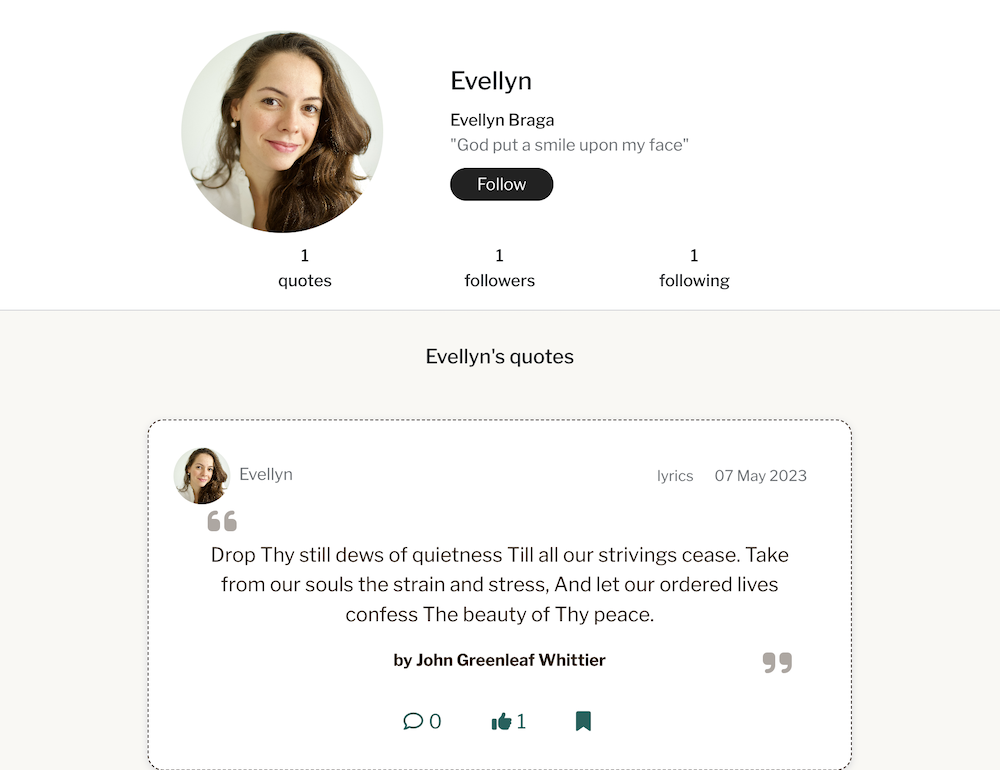 Evellyn
Evellyn Braga
"God put a smile upon my face"
Follow
1
quotes
1
followers
1
following
Evellyn's quotes
Evellyn
lyrics
07 May 2023
“
Drop Thy still dews of quietness Till all our strivings cease. Take
from our souls the strain and stress, And let our ordered lives
confess The beauty of Thy peace.
by John Greenleaf Whittier
”
0
1